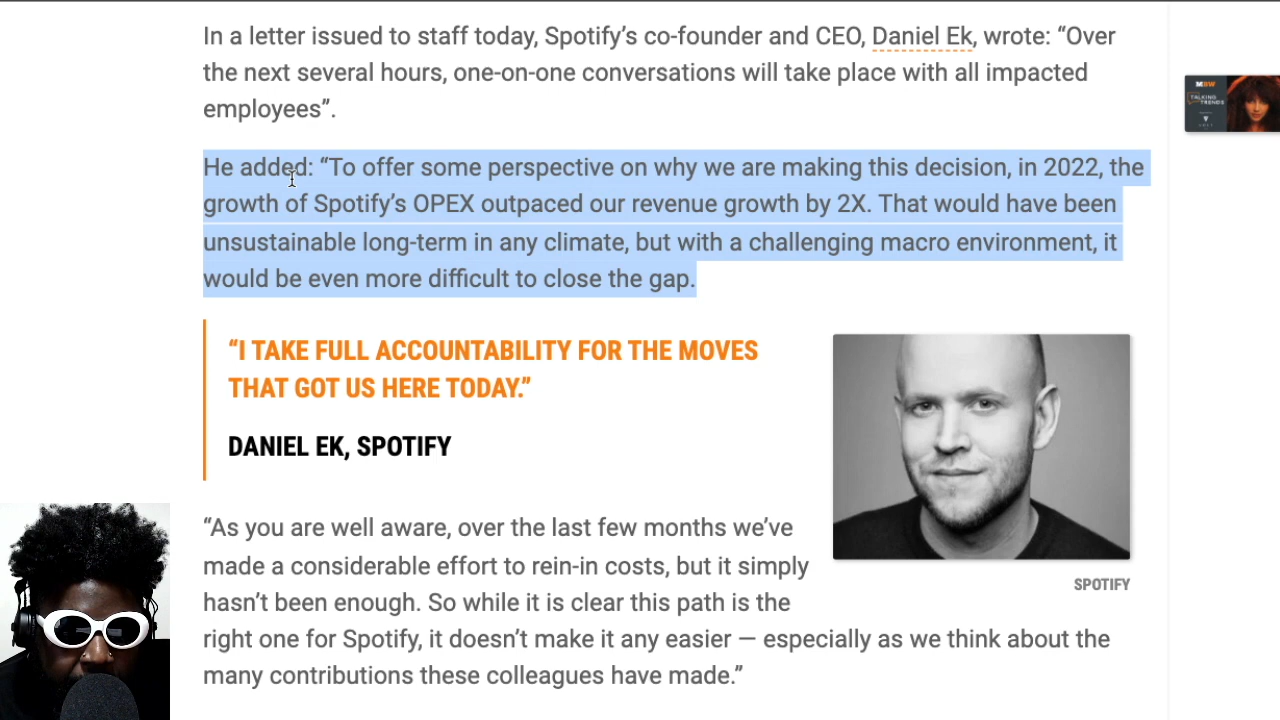 In a letter issued to staff today, Spotify’s co-founder and CEO, Daniel Ek, wrote: “Over
the next several hours, one-on-one conversations will take place with all impacted
employees”.
He added: “To offer some perspective on why we are making this decision, in 2022, the
growth of Spotify’s OPEX outpaced our revenue growth by 2X. That would have been
unsustainable long-term in any climate, but with a challenging macro environment, it
would be even more difficult to close the gap.
“I TAKE FULL ACCOUNTABILITY FOR THE MOVES
THAT GOT US HERE TODAY.”
DANIEL EK, SPOTIFY
SPOTIFY
“As you are well aware, over the last few months we’ve
made a considerable effort to rein-in costs, but it simply
hasn’t been enough. So while it is clear this path is the
right one for Spotify, it doesn’t make it any easier — especially as we think about the
many contributions these colleagues have made.”
MBW
TALKING
TRENDS